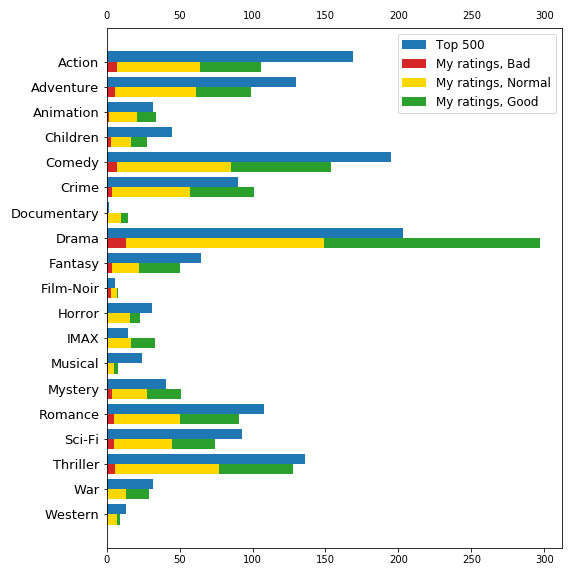 0 50 100 150 200 250 300
Top 500
My ratings, Bad
My ratings, Normal
My ratings, Good
Action
Adventure
Animation
Children
Comedy
Crime
Documentary
Drama
Fantasy
Film-Noir
Horror
IMAX
Musical
Mystery
Romance
Sci-Fi
Thriller
War
Western
0 50 100 150 200 250 300